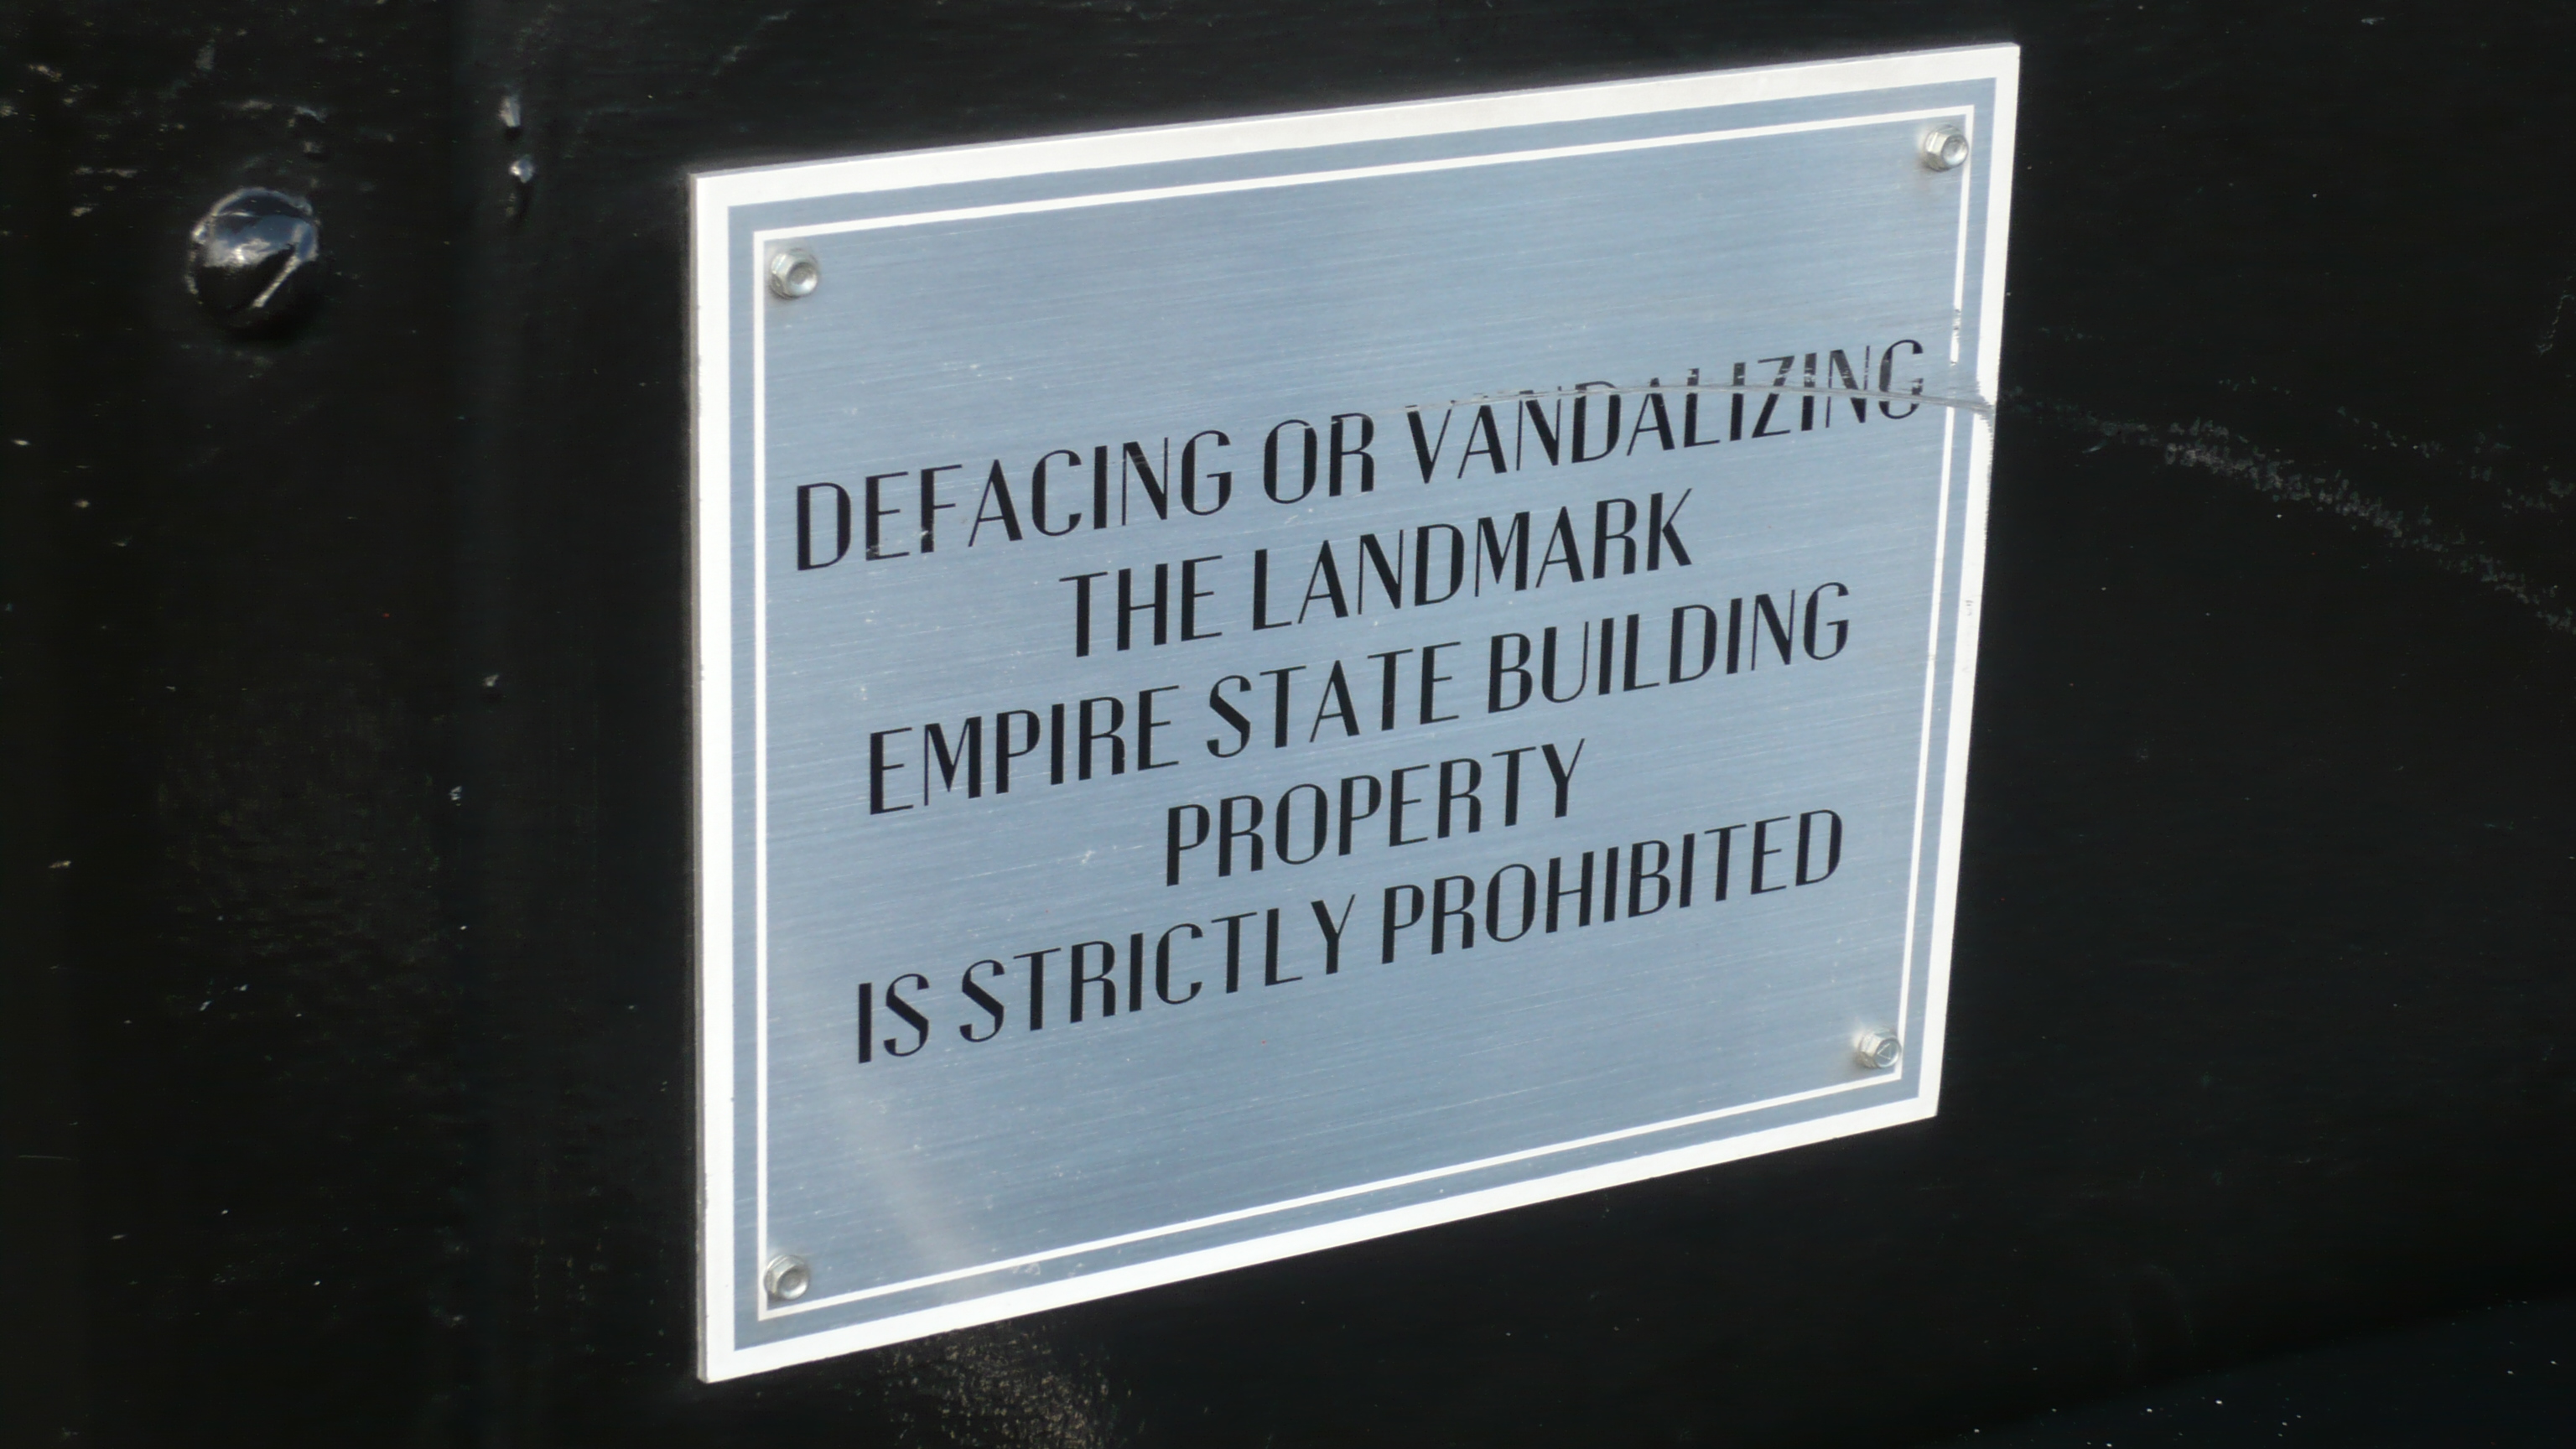 DEFACING OR VANDALIZING
THE LANDMARK
EMPIRE STATE BUILDING
PROPERTY
IS STRICTLY PROHIBITED